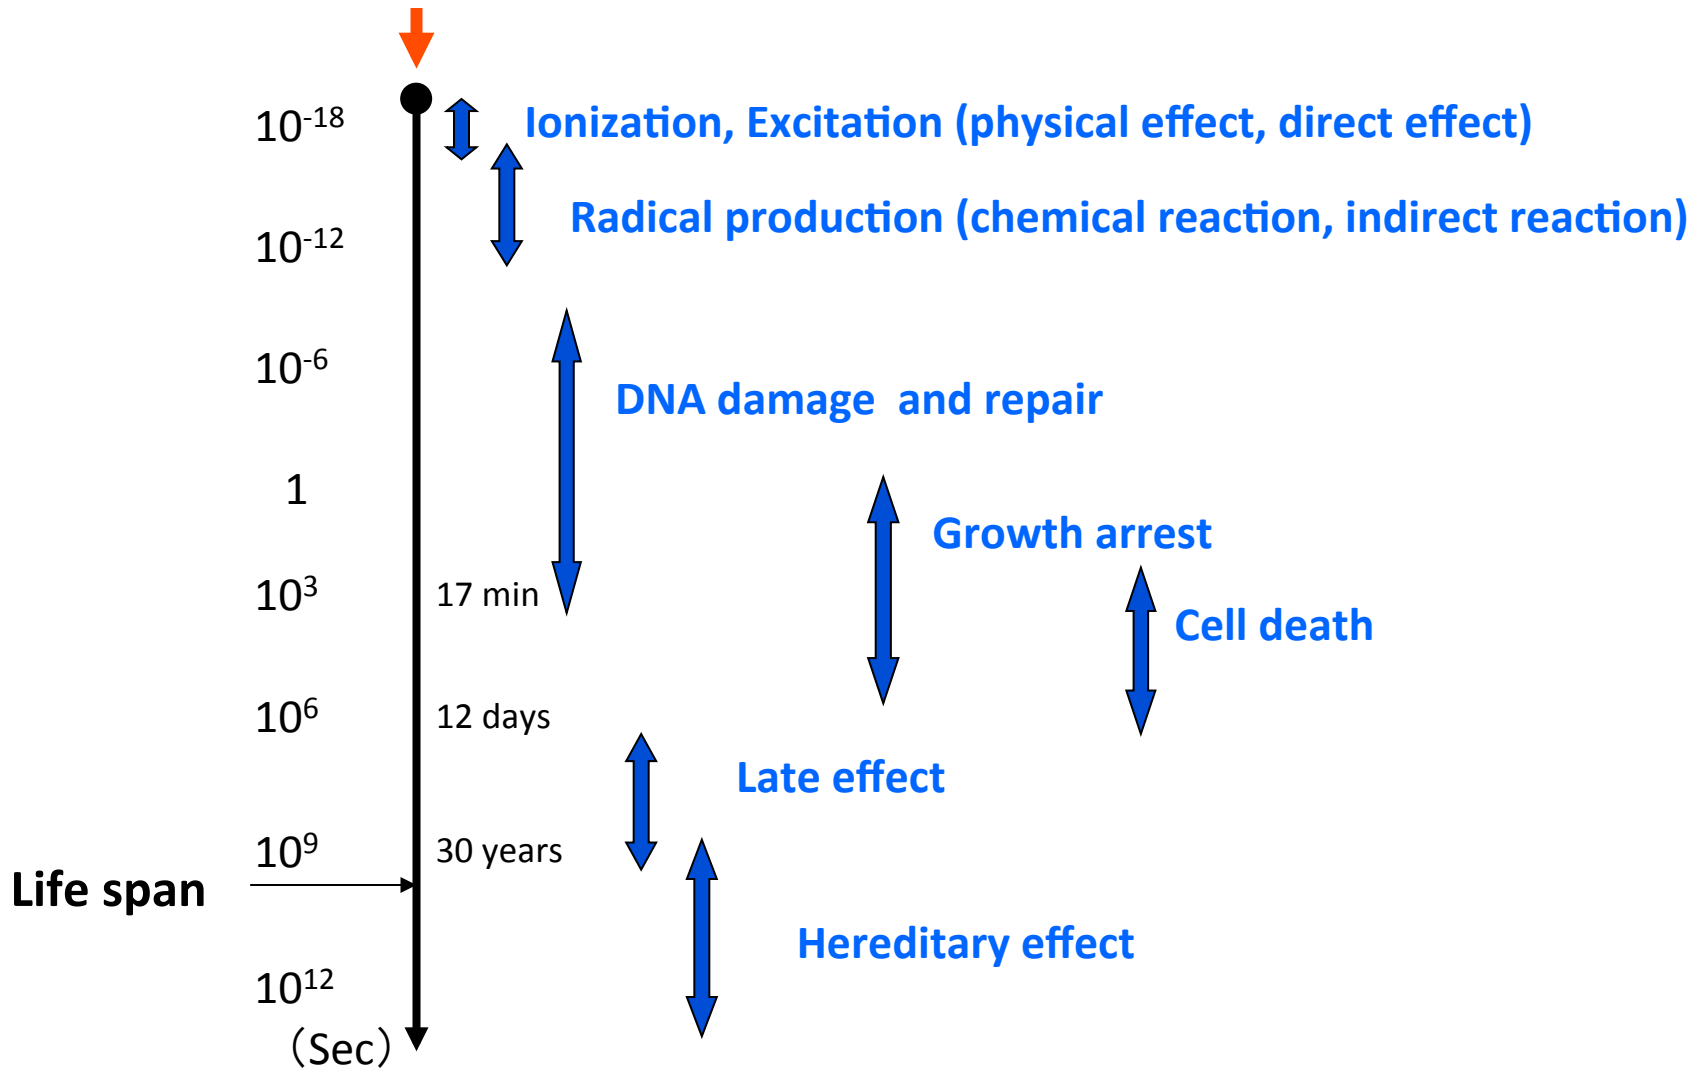 10⁻¹⁸
Ionization, Excitation (physical effect, direct effect)
Radical production (chemical reaction, indirect reaction)
10⁻¹²
10⁻⁶
DNA damage  and repair
1
Growth arrest
10³
17 min
Cell death
10⁶
12 days
Late effect
10⁹
30 years
Life span
Hereditary effect
10¹²
（Sec）